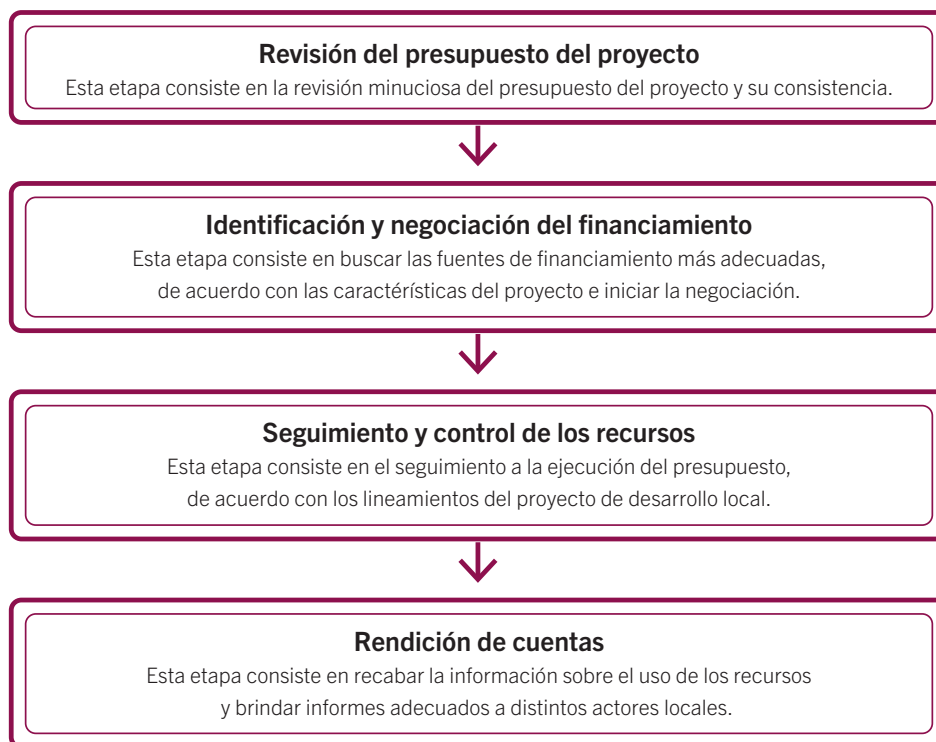 Revisión del presupuesto del proyecto
Esta etapa consiste en la revisión minuciosa del presupuesto del proyecto y su consistencia.
Identificación y negociación del financiamiento
Esta etapa consiste en buscar las fuentes de financiamiento más adecuadas,
de acuerdo con las caractérísticas del proyecto e iniciar la negociación.
Seguimiento y control de los recursos
Esta etapa consiste en el seguimiento a la ejecución del presupuesto,
de acuerdo con los lineamientos del proyecto de desarrollo local.
Rendición de cuentas
Esta etapa consiste en recabar la información sobre el uso de los recursos
y brindar informes adecuados a distintos actores locales.